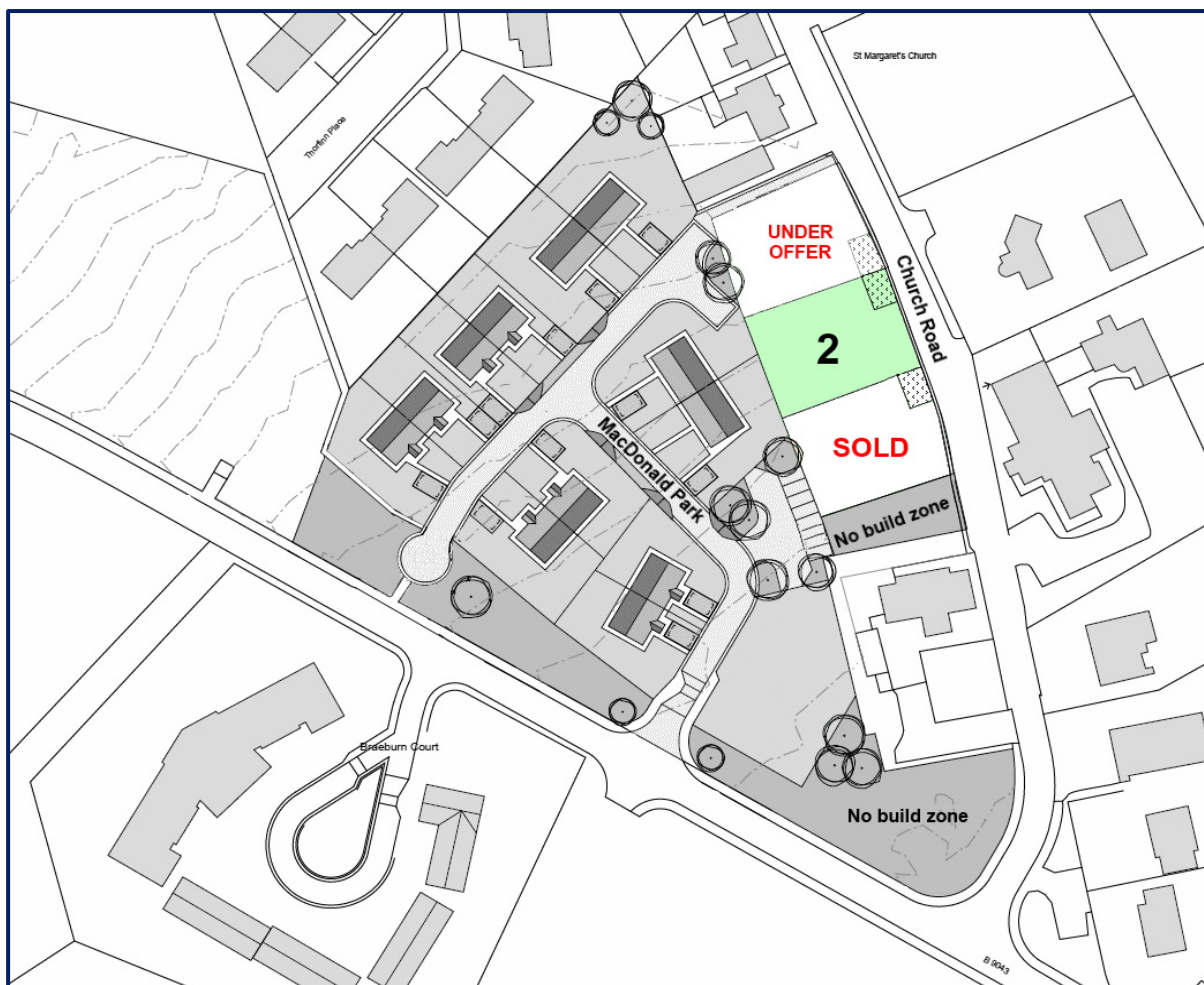 St Margaret's Church
Thorfinn Place
UNDER
OFFER
Church Road
2
MacDonald Park
SOLD
No build zone
Braeburn Court
No build zone
B 9043